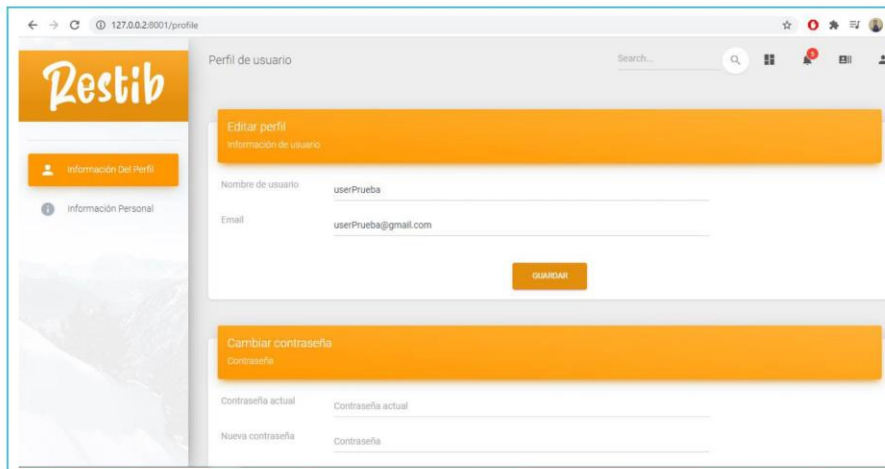 127.0.0.2:8001/profile
Restib
Perfil de usuario
Search...
5
Información Del Perfil
Información Personal
Editar perfil
Información de usuario
Nombre de usuario
userPrueba
Email
userPrueba@gmail.com
GUARDAR
Cambiar contraseña
Contraseña
Contraseña actual
Contraseña actual
Nueva contraseña
Contraseña